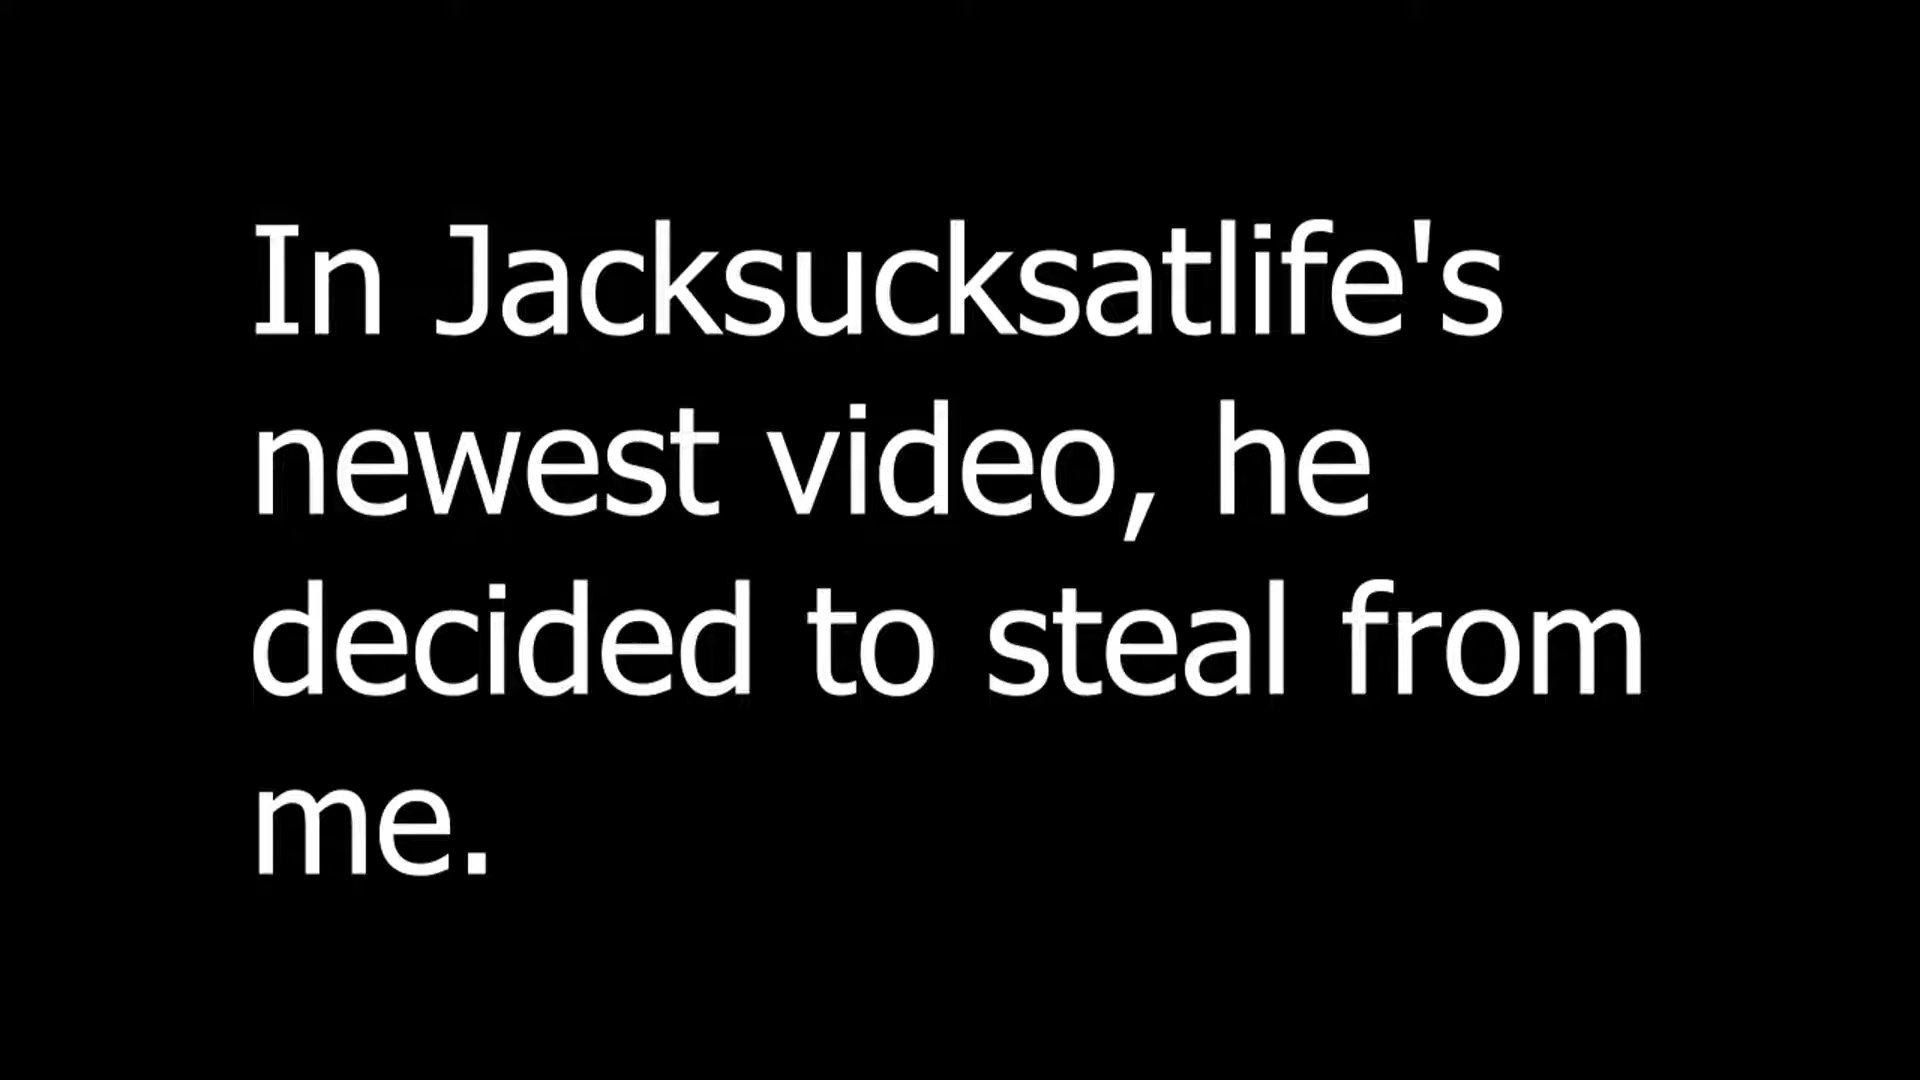 In Jacksucksatlife's
newest video, he
decided to steal from
me.